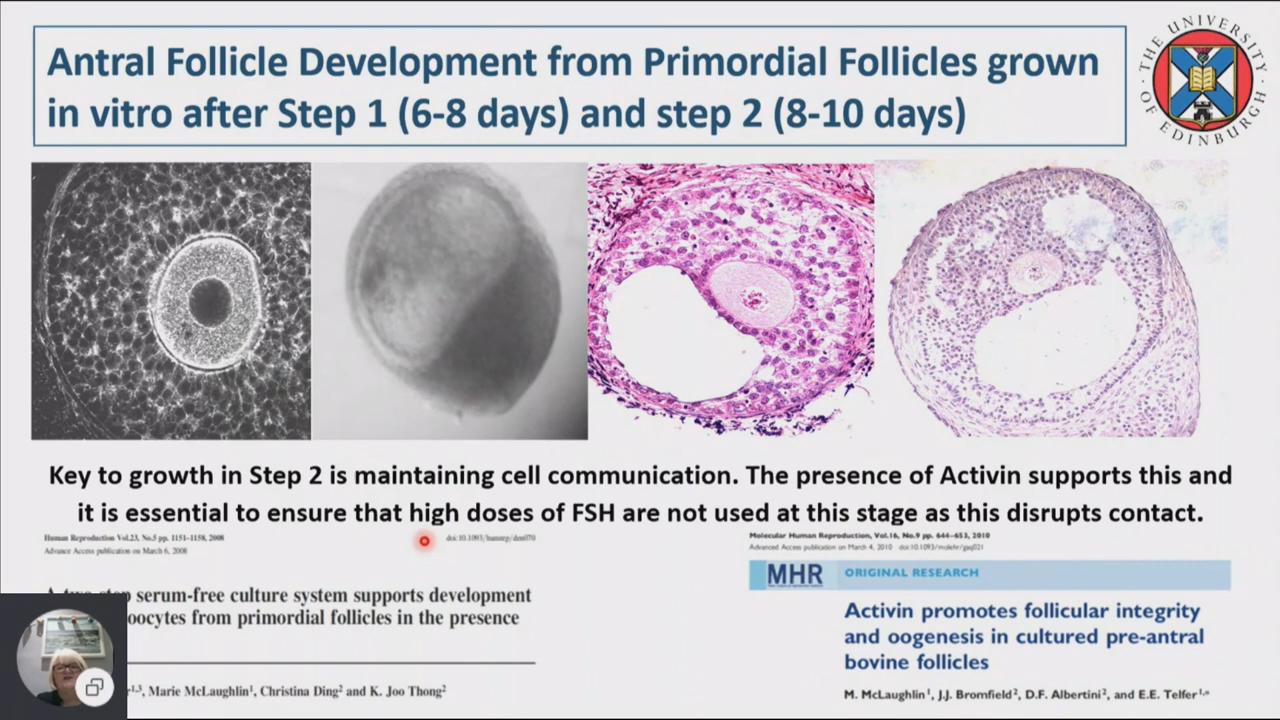 Antral Follicle Development from Primordial Follicles grown
in vitro after Step 1 (6-8 days) and step 2 (8-10 days)
THE UNIVERSITY OF EDINBURGH
Key to growth in Step 2 is maintaining cell communication. The presence of Activin supports this and
it is essential to ensure that high doses of FSH are not used at this stage as this disrupts contact.
Human Reproduction Vol.23, No.5 pp. 1151–1158, 2008
Advance Access publication on March 6, 2008
doi:10.1093/humrep/den070
serum-free culture system supports development
oocytes from primordial follicles in the presence
Marie McLaughlin¹, Christina Ding² and K. Joo Thong²
Molecular Human Reproduction, Vol.16, No.9 pp. 644–653, 2010
Advanced Access publication on March 4, 2010 doi:10.1093/molehr/gaq021
MHR ORIGINAL RESEARCH
Activin promotes follicular integrity
and oogenesis in cultured pre-antral
bovine follicles
M. McLaughlin¹, J.J. Bromfield², D.F. Albertini², and E.E. Telfer¹,*